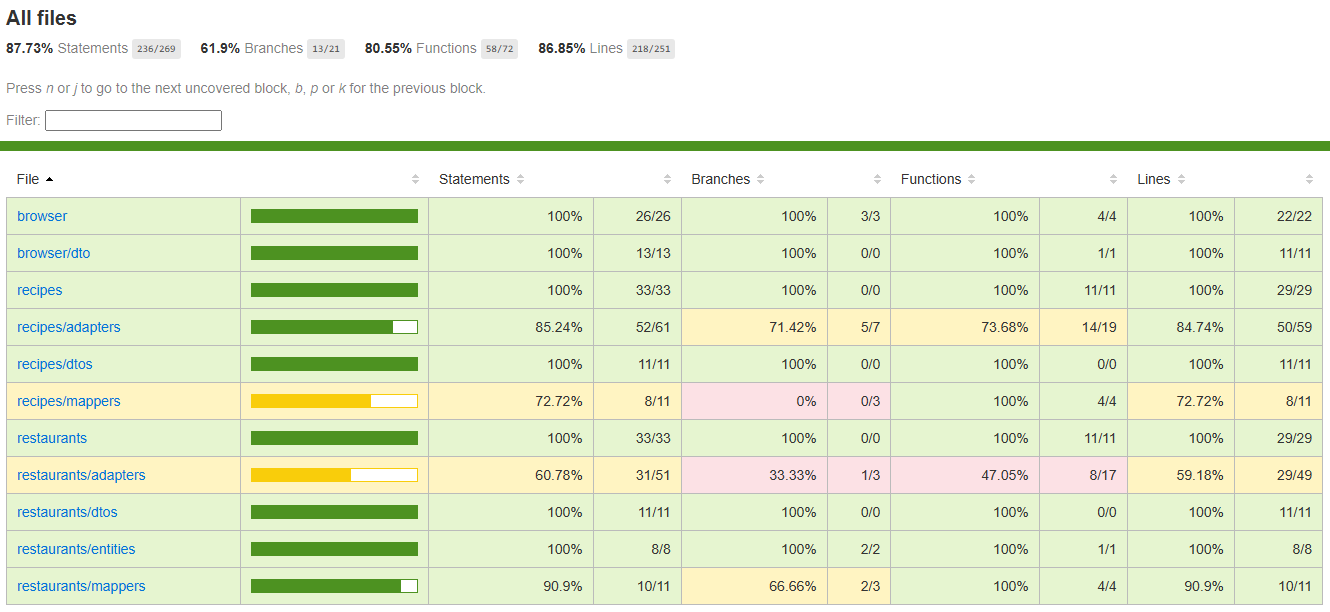 All files
87.73% Statements 236/269 61.9% Branches 13/21 80.55% Functions 58/72 86.85% Lines 218/251
Press n or j to go to the next uncovered block, b, p or k for the previous block.
Filter:
File Statements Branches Functions Lines
browser 100% 26/26 100% 3/3 100% 4/4 100% 22/22
browser/dto 100% 13/13 100% 0/0 100% 1/1 100% 11/11
recipes 100% 33/33 100% 0/0 100% 11/11 100% 29/29
recipes/adapters 85.24% 52/61 71.42% 5/7 73.68% 14/19 84.74% 50/59
recipes/dtos 100% 11/11 100% 0/0 100% 0/0 100% 11/11
recipes/mappers 72.72% 8/11 0% 0/3 100% 4/4 72.72% 8/11
restaurants 100% 33/33 100% 0/0 100% 11/11 100% 29/29
restaurants/adapters 60.78% 31/51 33.33% 1/3 47.05% 8/17 59.18% 29/49
restaurants/dtos 100% 11/11 100% 0/0 100% 0/0 100% 11/11
restaurants/entities 100% 8/8 100% 2/2 100% 1/1 100% 8/8
restaurants/mappers 90.9% 10/11 66.66% 2/3 100% 4/4 90.9% 10/11